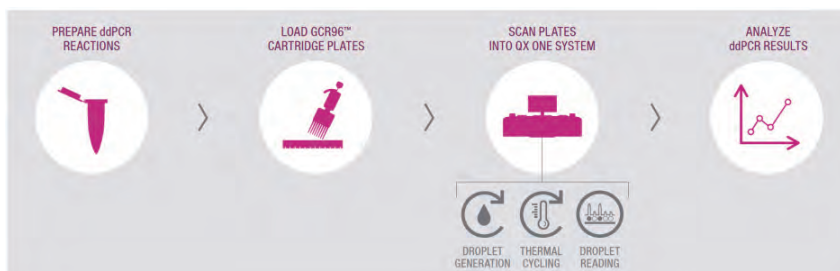 PREPARE ddPCR
REACTIONS
LOAD GCR96™
CARTRIDGE PLATES
SCAN PLATES
INTO QX ONE SYSTEM
ANALYZE
ddPCR RESULTS
DROPLET
GENERATION
THERMAL
CYCLING
DROPLET
READING